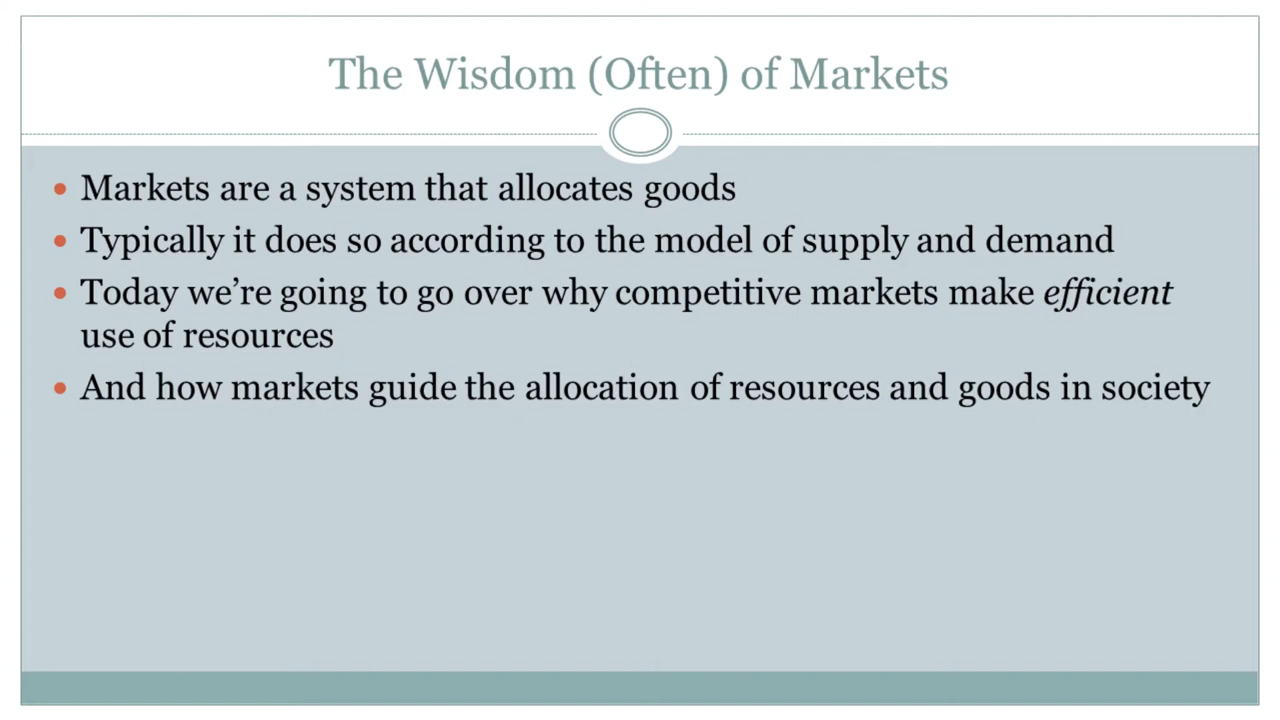 The Wisdom (Often) of Markets
• Markets are a system that allocates goods
• Typically it does so according to the model of supply and demand
• Today we’re going to go over why competitive markets make efficient
use of resources
• And how markets guide the allocation of resources and goods in society